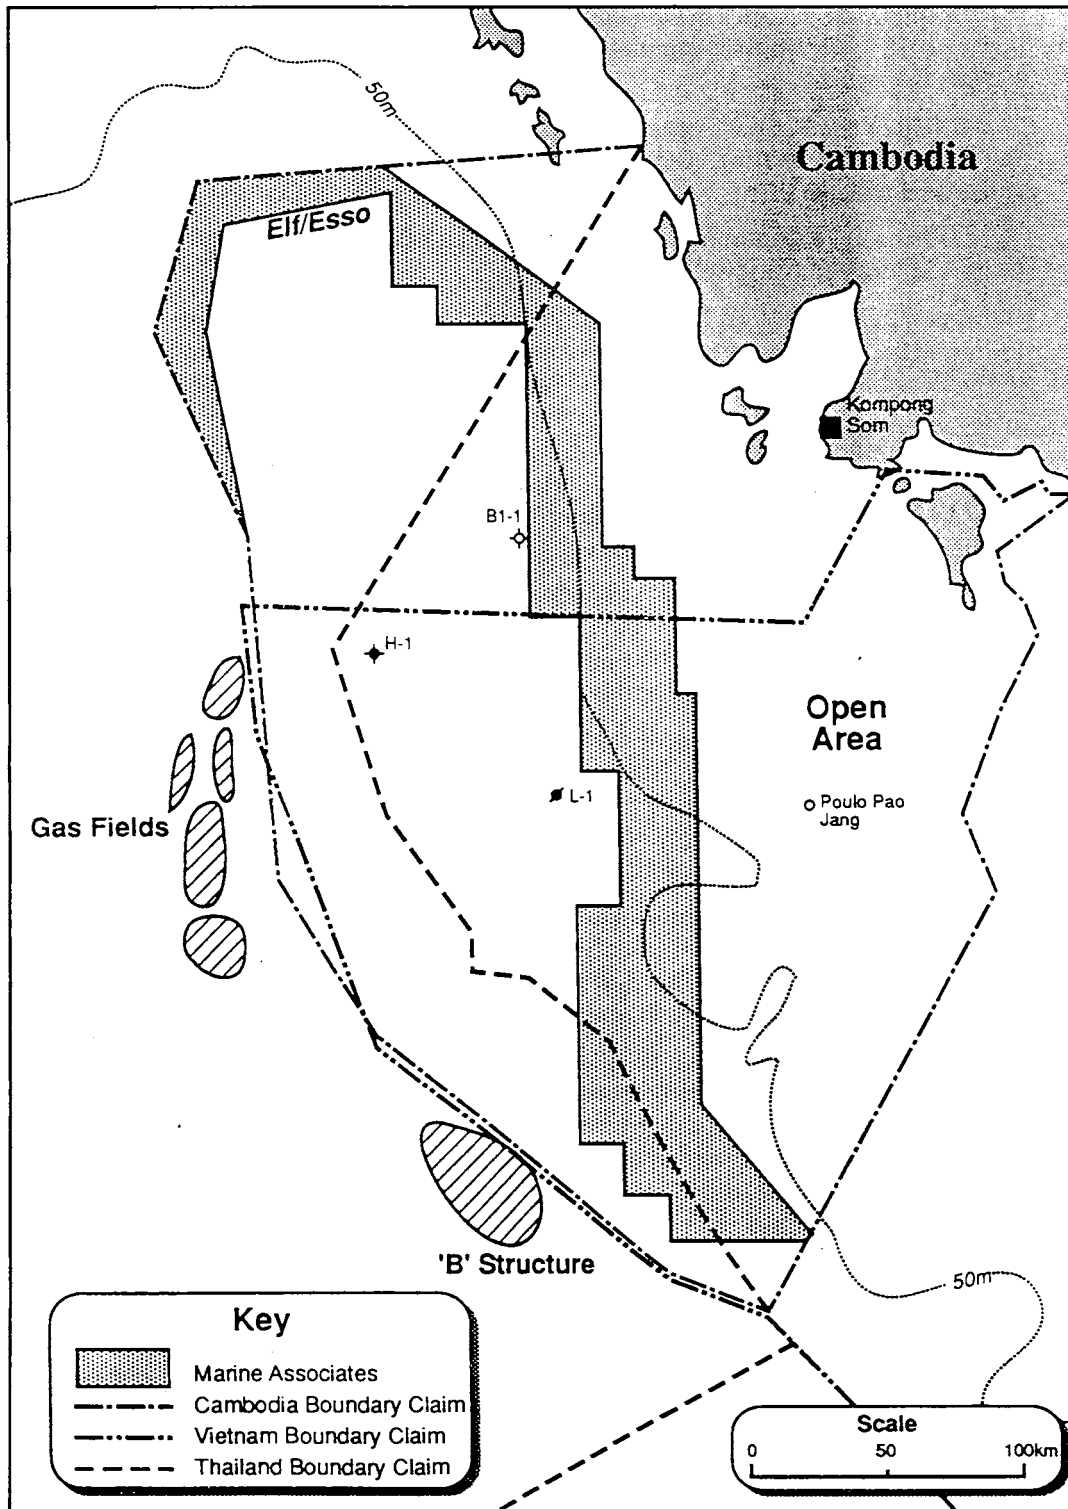 50m
Cambodia
Elf/Esso
Kompong
Som
B1-1
H-1
Open
Area
L-1
Poulo Pao
Jang
Gas Fields
'B' Structure
50m
Key
Marine Associates
Cambodia Boundary Claim
Vietnam Boundary Claim
Thailand Boundary Claim
Scale
0 50 100km